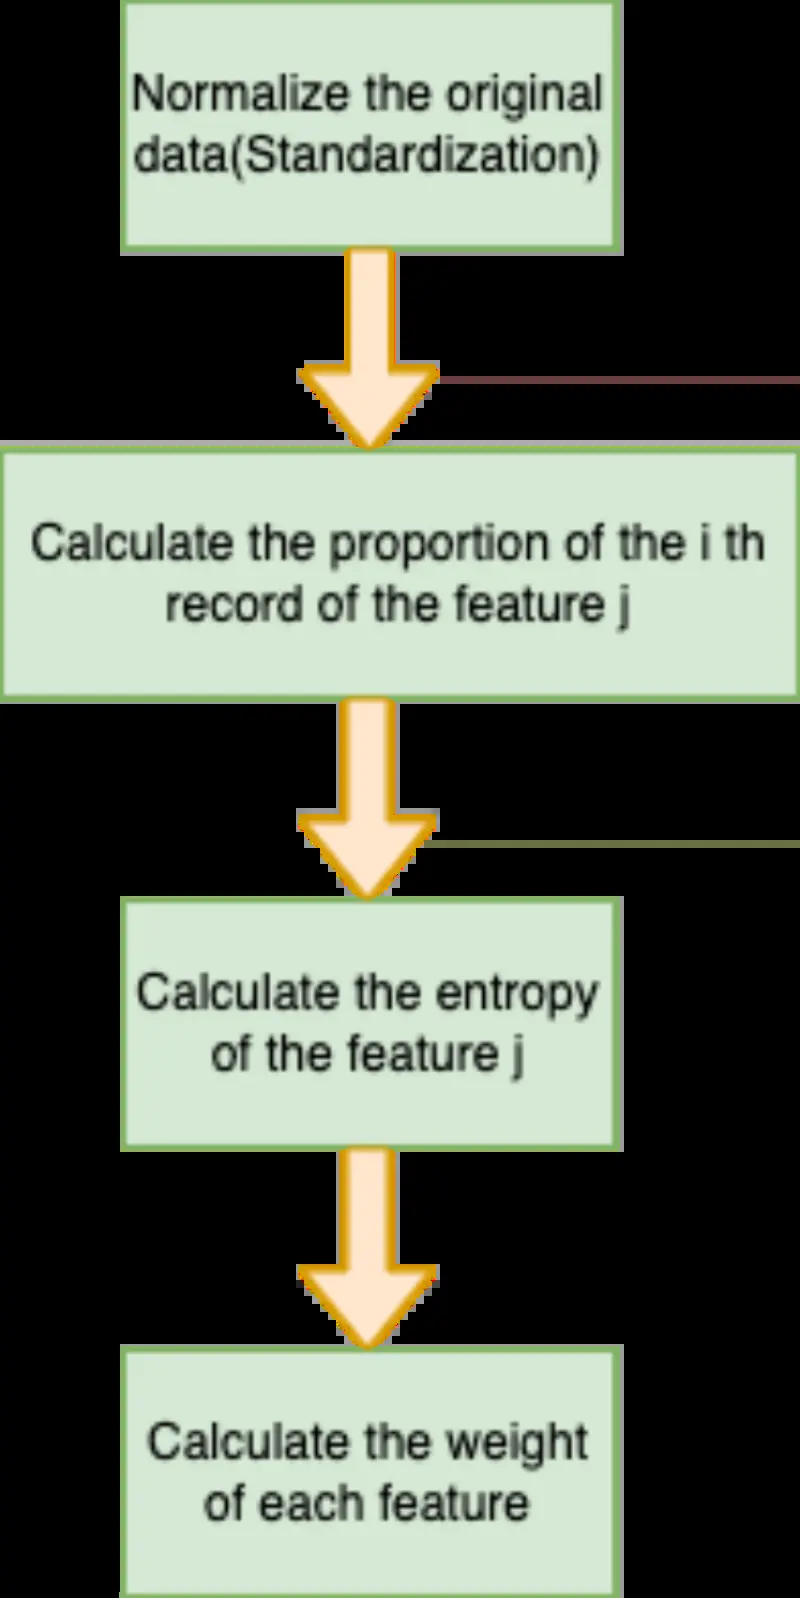 Normalize the original
data(Standardization)
Calculate the proportion of the i th
record of the feature j
Calculate the entropy
of the feature j
Calculate the weight
of each feature